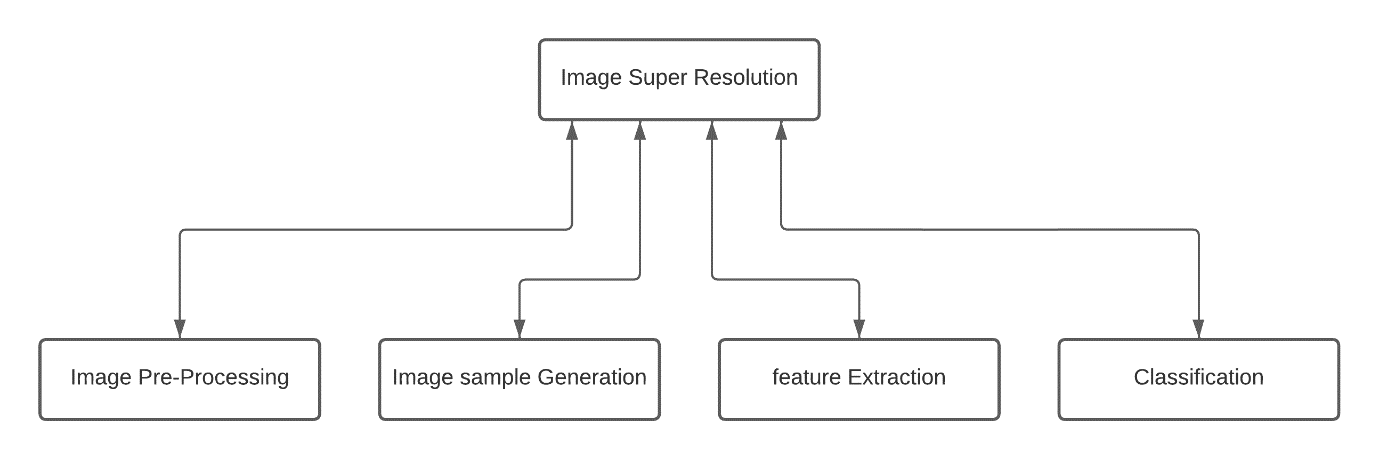 Image Super Resolution
Image Pre-Processing
Image sample Generation
feature Extraction
Classification